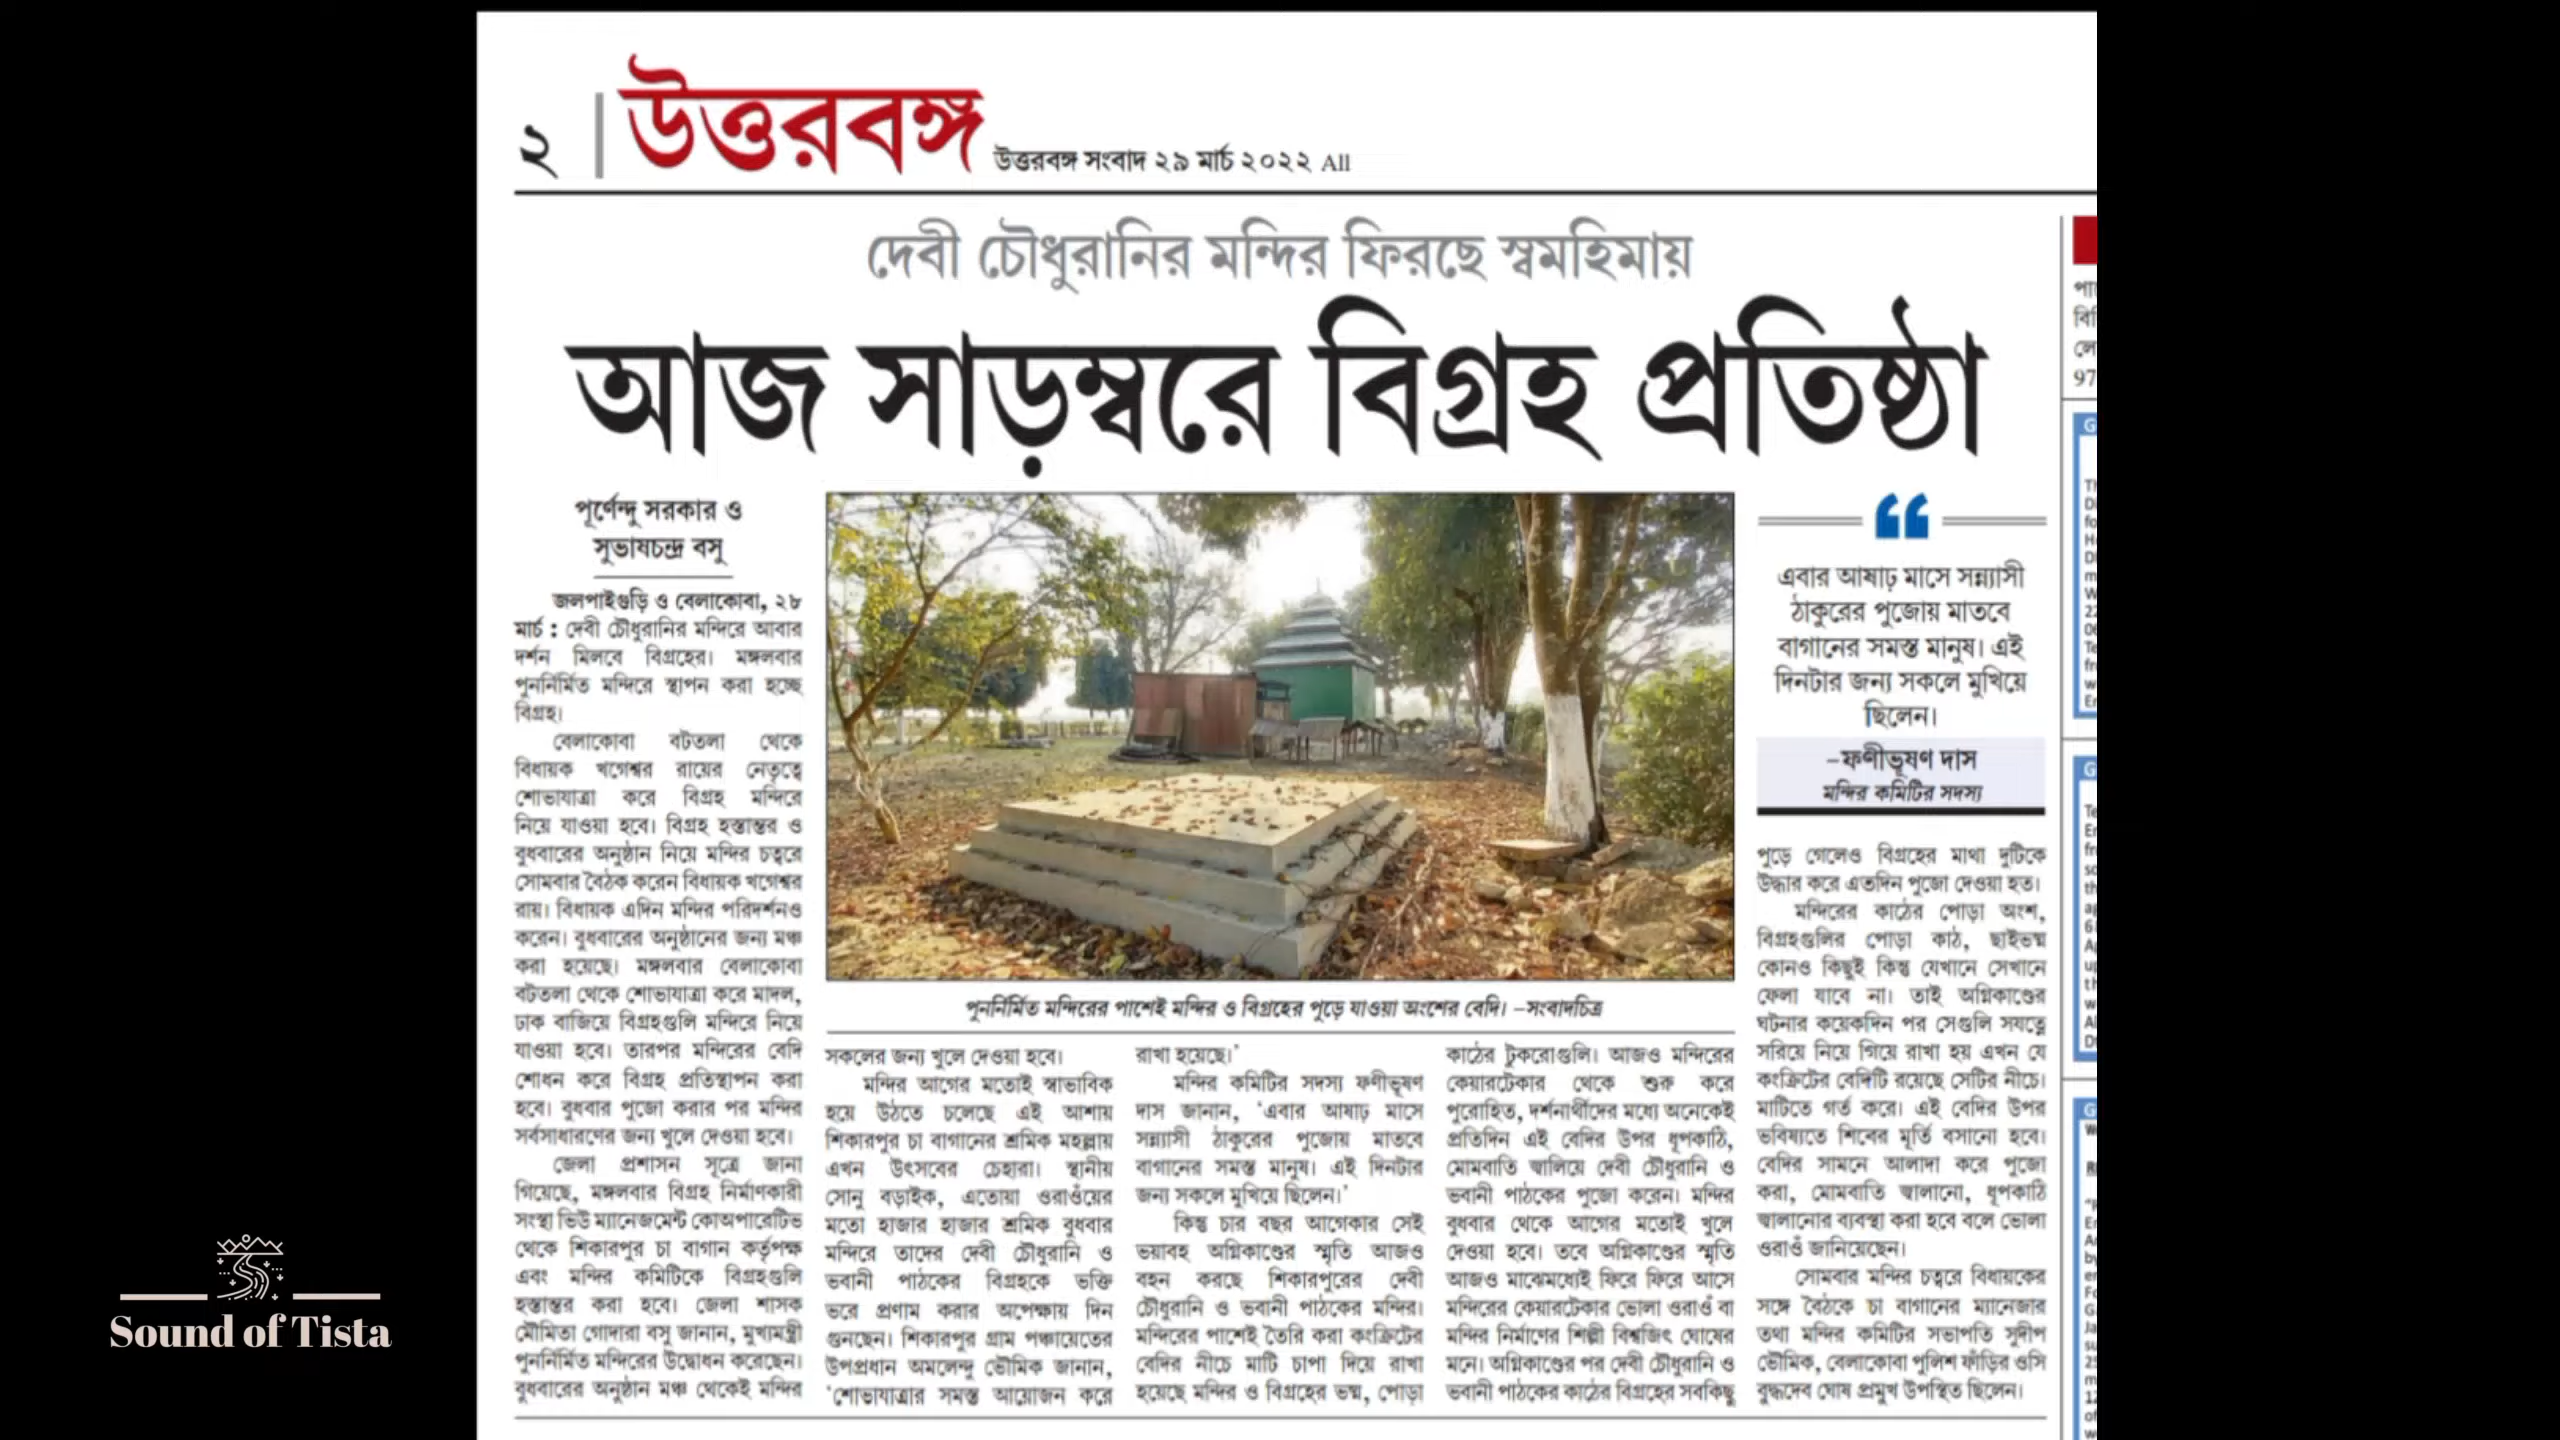 ২
উত্তরবঙ্গ
উত্তরবঙ্গ সংবাদ ২৯ মার্চ ২০২২ All
দেবী চৌধুরানির মন্দির ফিরছে স্বমহিমায়
আজ সাড়ম্বরে বিগ্রহ প্রতিষ্ঠা
পূর্ণেন্দু সরকার ও
সুভাষচন্দ্র বসু
জলপাইগুড়ি ও বেলাকোবা, ২৮
মার্চ : দেবী চৌধুরানির মন্দিরে আবার
দর্শন মিলবে বিগ্রহের। মঙ্গলবার
পুনর্নির্মিত মন্দিরে স্থাপন করা হচ্ছে
বিগ্রহ।
বেলাকোবা বটতলা থেকে
বিধায়ক খগেশ্বর রায়ের নেতৃত্বে
শোভাযাত্রা করে বিগ্রহ মন্দিরে
নিয়ে যাওয়া হবে। বিগ্রহ হস্তান্তর ও
বুধবারের অনুষ্ঠান নিয়ে মন্দির চত্বরে
সোমবার বৈঠক করেন বিধায়ক খগেশ্বর
রায়। বিধায়ক এদিন মন্দির পরিদর্শনও
করেন। বুধবারের অনুষ্ঠানের জন্য মঞ্চ
করা হয়েছে। মঙ্গলবার বেলাকোবা
বটতলা থেকে শোভাযাত্রা করে মাদল,
ঢাক বাজিয়ে বিগ্রহগুলি মন্দিরে নিয়ে
যাওয়া হবে। তারপর মন্দিরের বেদি
শোধন করে বিগ্রহ প্রতিস্থাপন করা
হবে। বুধবার পুজো করার পর মন্দির
সর্বসাধারণের জন্য খুলে দেওয়া হবে।
জেলা প্রশাসন সূত্রে জানা
গিয়েছে, মঙ্গলবার বিগ্রহ নির্মাণকারী
সংস্থা ভিউ ম্যানেজমেন্ট কোঅপারেটিভ
থেকে শিকারপুর চা বাগান কর্তৃপক্ষ
এবং মন্দির কমিটিকে বিগ্রহগুলি
হস্তান্তর করা হবে। জেলা শাসক
মৌমিতা গোদারা বসু জানান, মুখ্যমন্ত্রী
পুনর্নির্মিত মন্দিরের উদ্বোধন করেছেন।
বুধবারের অনুষ্ঠান মঞ্চ থেকেই মন্দির
পুনর্নির্মিত মন্দিরের পাশেই মন্দির ও বিগ্রহের পুড়ে যাওয়া অংশের বেদি। –সংবাদচিত্র
সকলের জন্য খুলে দেওয়া হবে।
মন্দির আগের মতোই স্বাভাবিক
হয়ে উঠতে চলেছে এই আশায়
শিকারপুর চা বাগানের শ্রমিক মহল্লায়
এখন উৎসবের চেহারা। স্থানীয়
সোনু বড়াইক, এতোয়া ওরাওঁয়ের
মতো হাজার হাজার শ্রমিক বুধবার
মন্দিরে তাদের দেবী চৌধুরানি ও
ভবানী পাঠকের বিগ্রহকে ভক্তি
ভরে প্রণাম করার অপেক্ষায় দিন
গুনছেন। শিকারপুর গ্রাম পঞ্চায়েতের
উপপ্রধান অমলেন্দু ভৌমিক জানান,
'শোভাযাত্রার সমস্ত আয়োজন করে
রাখা হয়েছে।'
মন্দির কমিটির সদস্য ফণীভূষণ
দাস জানান, 'এবার আষাঢ় মাসে
সন্ন্যাসী ঠাকুরের পুজোয় মাতবে
বাগানের সমস্ত মানুষ। এই দিনটার
জন্য সকলে মুখিয়ে ছিলেন।'
কিন্তু চার বছর আগেকার সেই
ভয়াবহ অগ্নিকাণ্ডের স্মৃতি আজও
বহন করছে শিকারপুরের দেবী
চৌধুরানি ও ভবানী পাঠকের মন্দির।
মন্দিরের পাশেই তৈরি করা কংক্রিটের
বেদির নীচে মাটি চাপা দিয়ে রাখা
হয়েছে মন্দির ও বিগ্রহের ভস্ম, পোড়া
কাঠের টুকরোগুলি। আজও মন্দিরের
কেয়ারটেকার থেকে শুরু করে
পুরোহিত, দর্শনার্থীদের মধ্যে অনেকেই
প্রতিদিন এই বেদির উপর ধূপকাঠি,
মোমবাতি জ্বালিয়ে দেবী চৌধুরানি ও
ভবানী পাঠকের পুজো করেন। মন্দির
বুধবার থেকে আগের মতোই খুলে
দেওয়া হবে। তবে অগ্নিকাণ্ডের স্মৃতি
আজও মাঝেমধ্যেই ফিরে ফিরে আসে
মন্দিরের কেয়ারটেকার ভোলা ওরাওঁ বা
মন্দির নির্মাণের শিল্পী বিশ্বজিৎ ঘোষের
মনে। অগ্নিকাণ্ডের পর দেবী চৌধুরানি ও
ভবানী পাঠকের কাঠের বিগ্রহের সবকিছু
এবার আষাঢ় মাসে সন্ন্যাসী
ঠাকুরের পুজোয় মাতবে
বাগানের সমস্ত মানুষ। এই
দিনটার জন্য সকলে মুখিয়ে
ছিলেন।
–ফণীভূষণ দাস
মন্দির কমিটির সদস্য
পুড়ে গেলেও বিগ্রহের মাথা দুটিকে
উদ্ধার করে এতদিন পুজো দেওয়া হত।
মন্দিরের কাঠের পোড়া অংশ,
বিগ্রহগুলির পোড়া কাঠ, ছাইভস্ম
কোনও কিছুই কিন্তু যেখানে সেখানে
ফেলা যাবে না। তাই অগ্নিকাণ্ডের
ঘটনার কয়েকদিন পর সেগুলি সযত্নে
সরিয়ে নিয়ে গিয়ে রাখা হয় এখন যে
কংক্রিটের বেদিটি রয়েছে সেটির নীচে।
মাটিতে গর্ত করে। এই বেদির উপর
ভবিষ্যতে শিবের মূর্তি বসানো হবে।
বেদির সামনে আলাদা করে পুজো
করা, মোমবাতি জ্বালানো, ধূপকাঠি
জ্বালানোর ব্যবস্থা করা হবে বলে ভোলা
ওরাওঁ জানিয়েছেন।
সোমবার মন্দির চত্বরে বিধায়কের
সঙ্গে বৈঠকে চা বাগানের ম্যানেজার
তথা মন্দির কমিটির সভাপতি সুদীপ
ভৌমিক, বেলাকোবা পুলিশ ফাঁড়ির ওসি
বুদ্ধদেব ঘোষ প্রমুখ উপস্থিত ছিলেন।
Sound of Tista